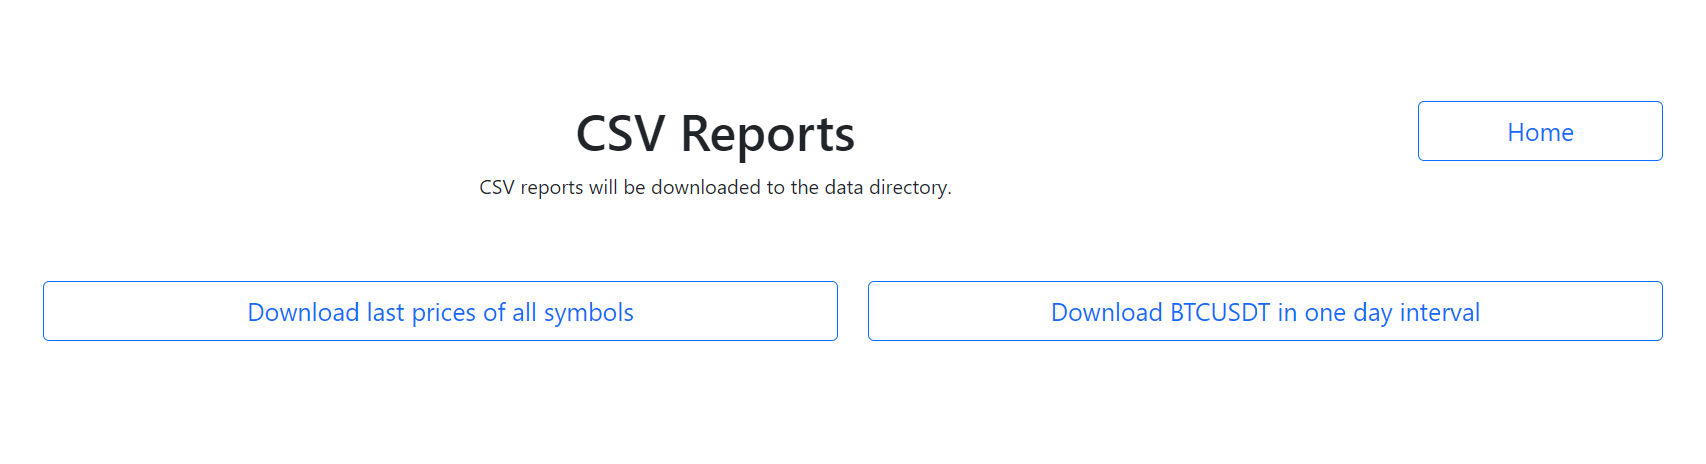 CSV Reports
Home
CSV reports will be downloaded to the data directory.
Download last prices of all symbols
Download BTCUSDT in one day interval